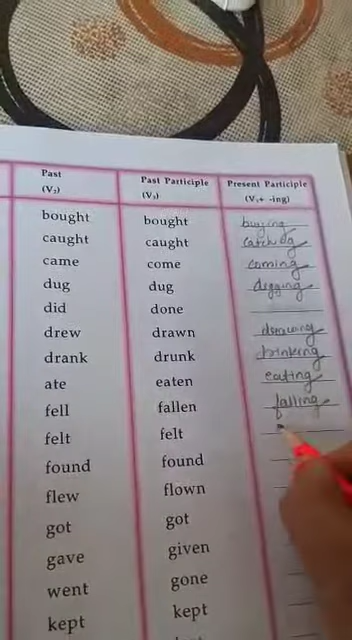 Past Past Participle Present Participle
(V₂) (V₃) (V₁+ -ing)
bought bought buying
caught caught catching
came come coming
dug dug digging
did done
drew drawn drawing
drank drunk drinking
ate eaten eating
fell fallen falling
felt felt
found found
flew flown
got got
gave given
went gone
kept kept